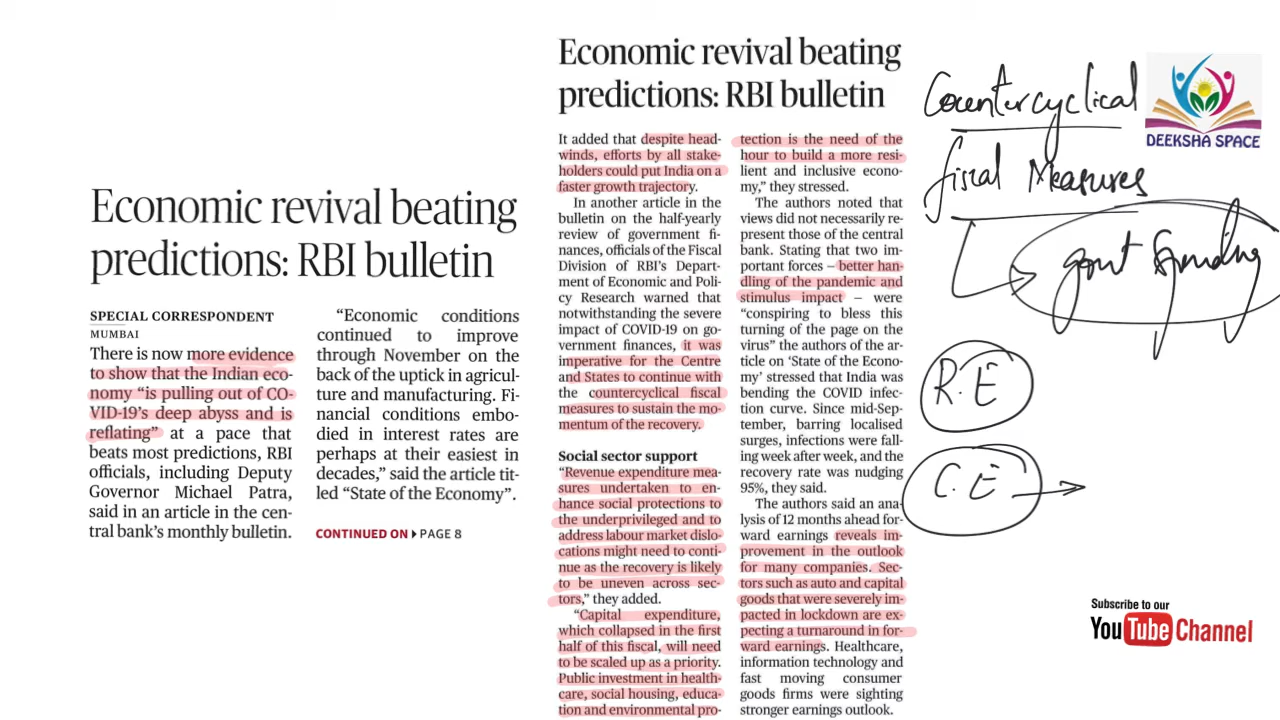 Economic revival beating
predictions: RBI bulletin
SPECIAL CORRESPONDENT
MUMBAI
There is now more evidence
to show that the Indian eco-
nomy “is pulling out of CO-
VID-19’s deep abyss and is
reflating” at a pace that
beats most predictions, RBI
officials, including Deputy
Governor Michael Patra,
said in an article in the cen-
tral bank’s monthly bulletin.
“Economic conditions
continued to improve
through November on the
back of the uptick in agricul-
ture and manufacturing. Fi-
nancial conditions embo-
died in interest rates are
perhaps at their easiest in
decades,” said the article tit-
led “State of the Economy”.
CONTINUED ON PAGE 8
Economic revival beating
predictions: RBI bulletin
It added that despite head-
winds, efforts by all stake-
holders could put India on a
faster growth trajectory.
In another article in the
bulletin on the half-yearly
review of government fi-
nances, officials of the Fiscal
Division of RBI’s Depart-
ment of Economic and Poli-
cy Research warned that
notwithstanding the severe
impact of COVID-19 on go-
vernment finances, it was
imperative for the Centre
and States to continue with
the countercyclical fiscal
measures to sustain the mo-
mentum of the recovery.
Social sector support
“Revenue expenditure mea-
sures undertaken to en-
hance social protections to
the underprivileged and to
address labour market dislo-
cations might need to conti-
nue as the recovery is likely
to be uneven across sec-
tors,” they added.
“Capital expenditure,
which collapsed in the first
half of this fiscal, will need
to be scaled up as a priority.
Public investment in health-
care, social housing, educa-
tion and environmental pro-
tection is the need of the
hour to build a more resi-
lient and inclusive econo-
my,” they stressed.
The authors noted that
views did not necessarily re-
present those of the central
bank. Stating that two im-
portant forces – better han-
dling of the pandemic and
stimulus impact – were
“conspiring to bless this
turning of the page on the
virus” the authors of the ar-
ticle on ‘State of the Econo-
my’ stressed that India was
bending the COVID infec-
tion curve. Since mid-Sep-
tember, barring localised
surges, infections were fall-
ing week after week, and the
recovery rate was nudging
95%, they said.
The authors said an ana-
lysis of 12 months ahead for-
ward earnings reveals im-
provement in the outlook
for many companies. Sec-
tors such as auto and capital
goods that were severely im-
pacted in lockdown are ex-
pecting a turnaround in for-
ward earnings. Healthcare,
information technology and
fast moving consumer
goods firms were sighting
stronger earnings outlook.
Countercyclical
fiscal Measures
govt Spending
R.E
C.E
DEEKSHA SPACE
Subscribe to our
YouTube Channel